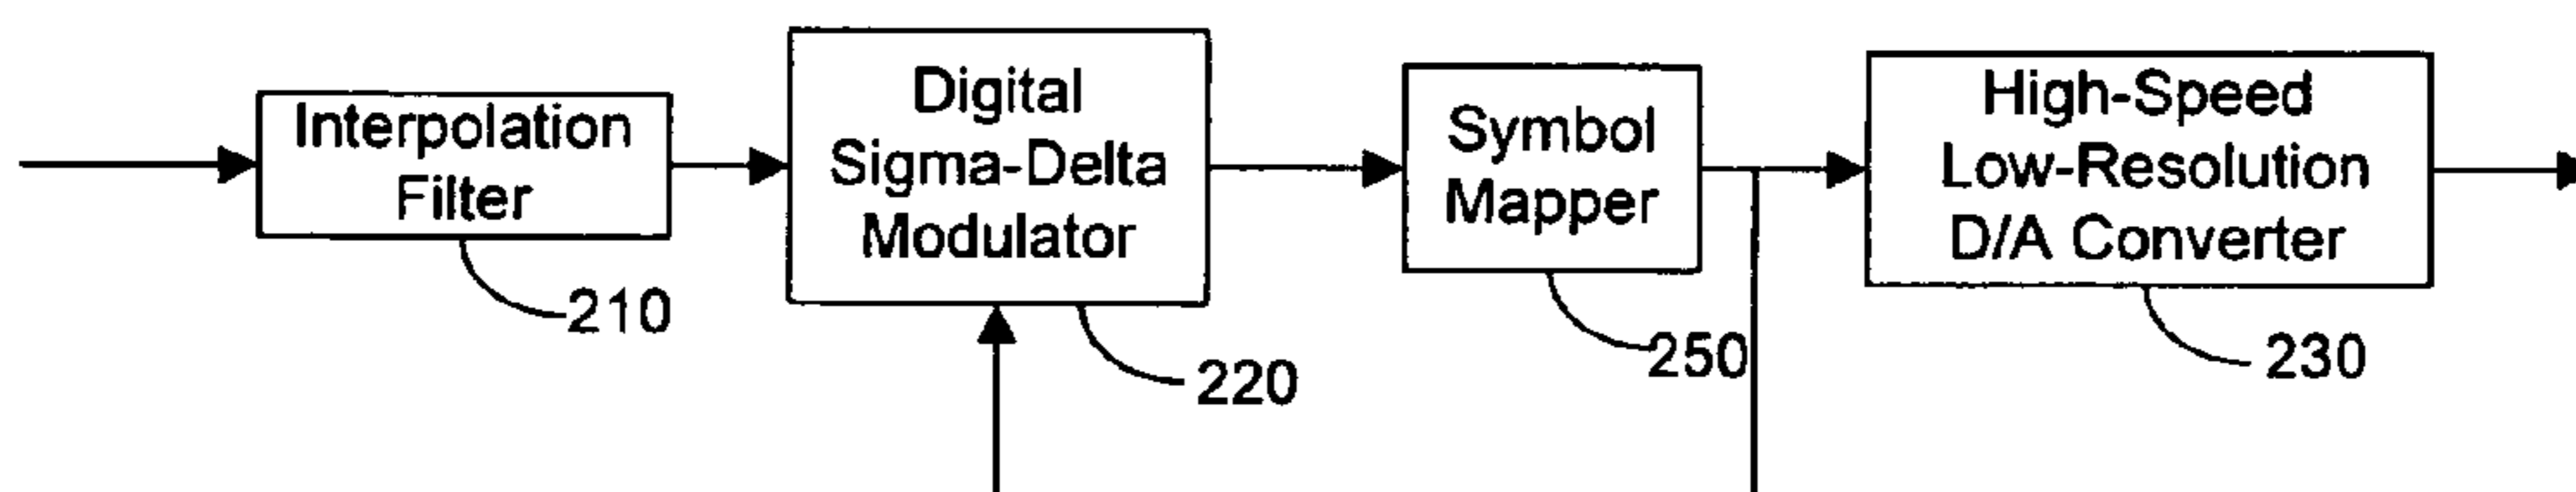 Interpolation
Filter
210
Digital
Sigma-Delta
Modulator
220
Symbol
Mapper
250
High-Speed
Low-Resolution
D/A Converter
230